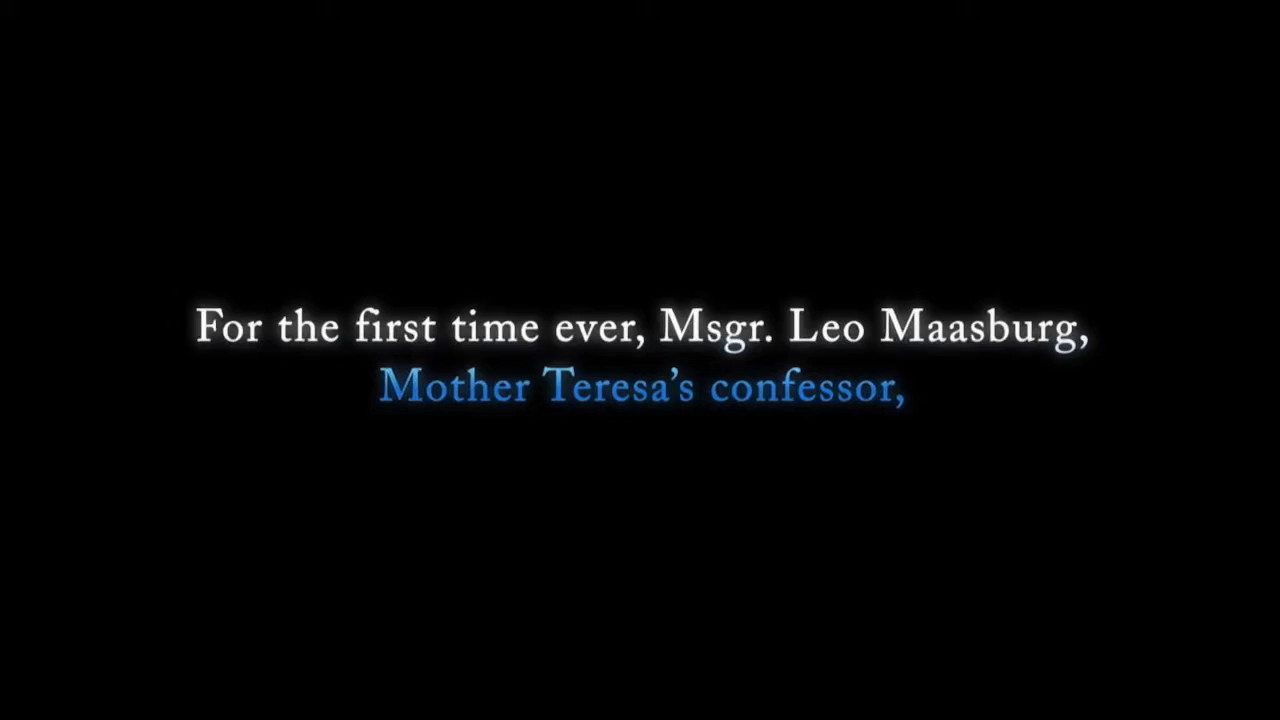 For the first time ever, Msgr. Leo Maasburg,
Mother Teresa’s confessor,